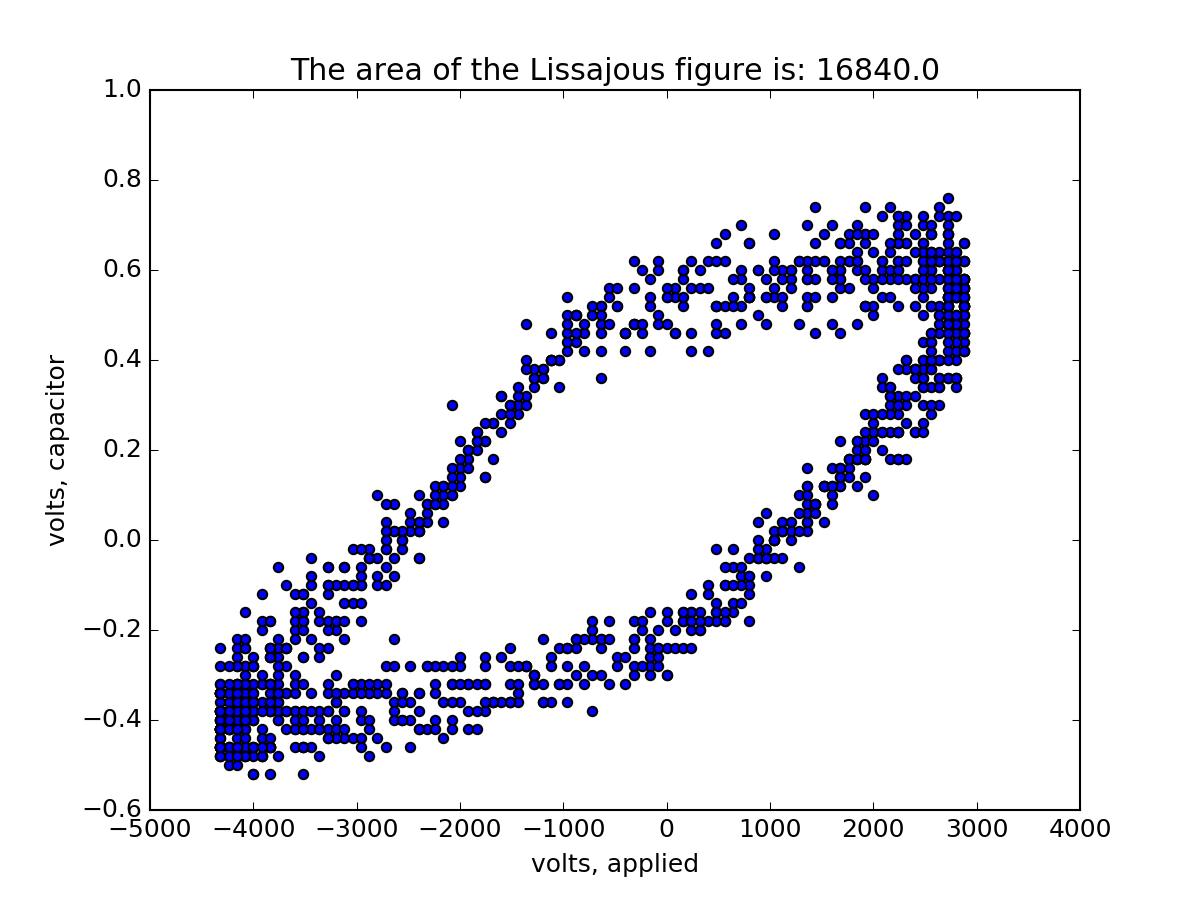 The area of the Lissajous figure is: 16840.0
1.0
0.8
0.6
0.4
0.2
0.0
−0.2
−0.4
−0.6
−5000 −4000 −3000 −2000 −1000 0 1000 2000 3000 4000
volts, capacitor
volts, applied